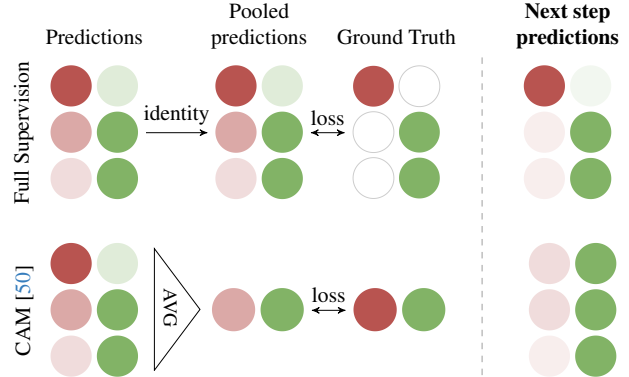 Predictions
Pooled
predictions
Ground Truth
Next step
predictions
Full Supervision
identity
loss
CAM [50]
AVG
loss